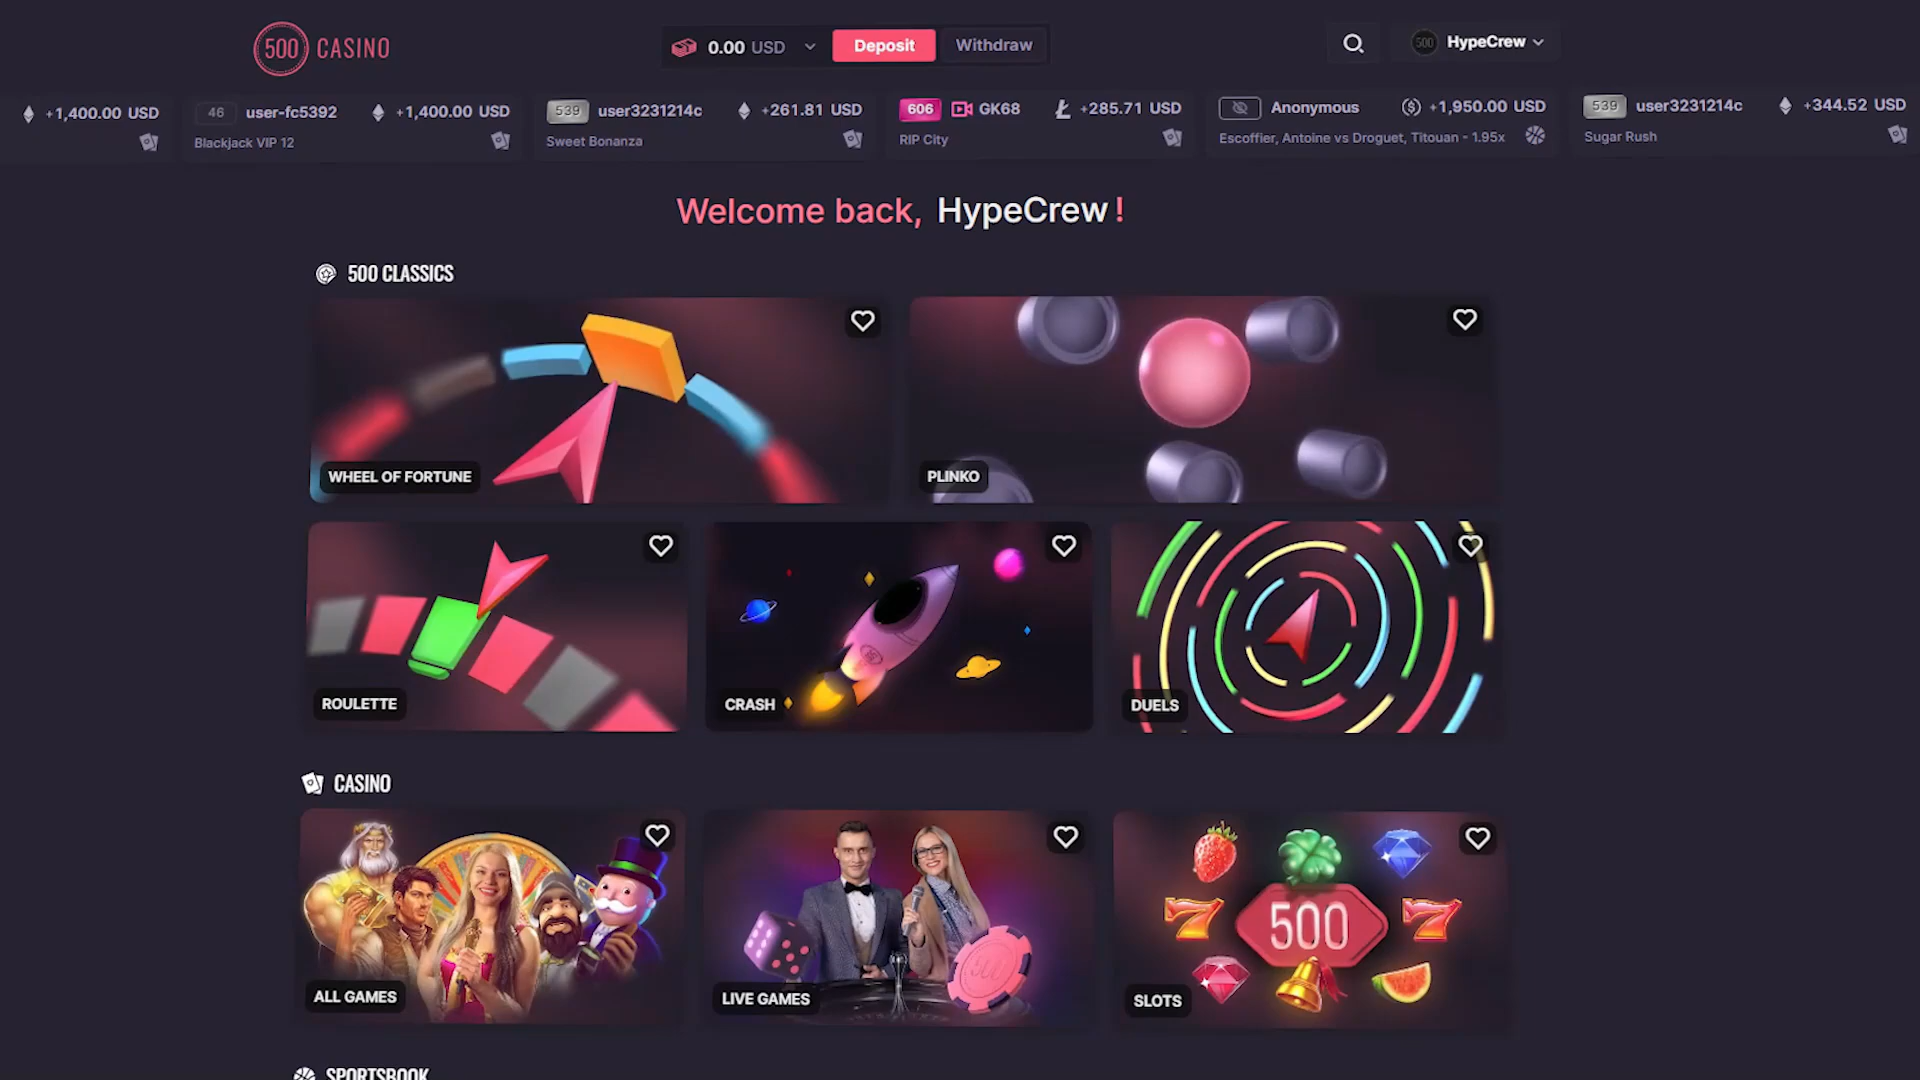 500 CASINO
0.00 USD
Deposit
Withdraw
500
HypeCrew
+1,400.00 USD
46 user-fc5392 +1,400.00 USD
Blackjack VIP 12
539 user3231214c +261.81 USD
Sweet Bonanza
606 GK68 +285.71 USD
RIP City
Anonymous +1,950.00 USD
Escoffier, Antoine vs Droguet, Titouan - 1.95x
539 user3231214c +344.52 USD
Sugar Rush
Welcome back, HypeCrew!
500 CLASSICS
WHEEL OF FORTUNE
PLINKO
ROULETTE
CRASH
DUELS
CASINO
ALL GAMES
500
LIVE GAMES
500
SLOTS
SPORTSBOOK